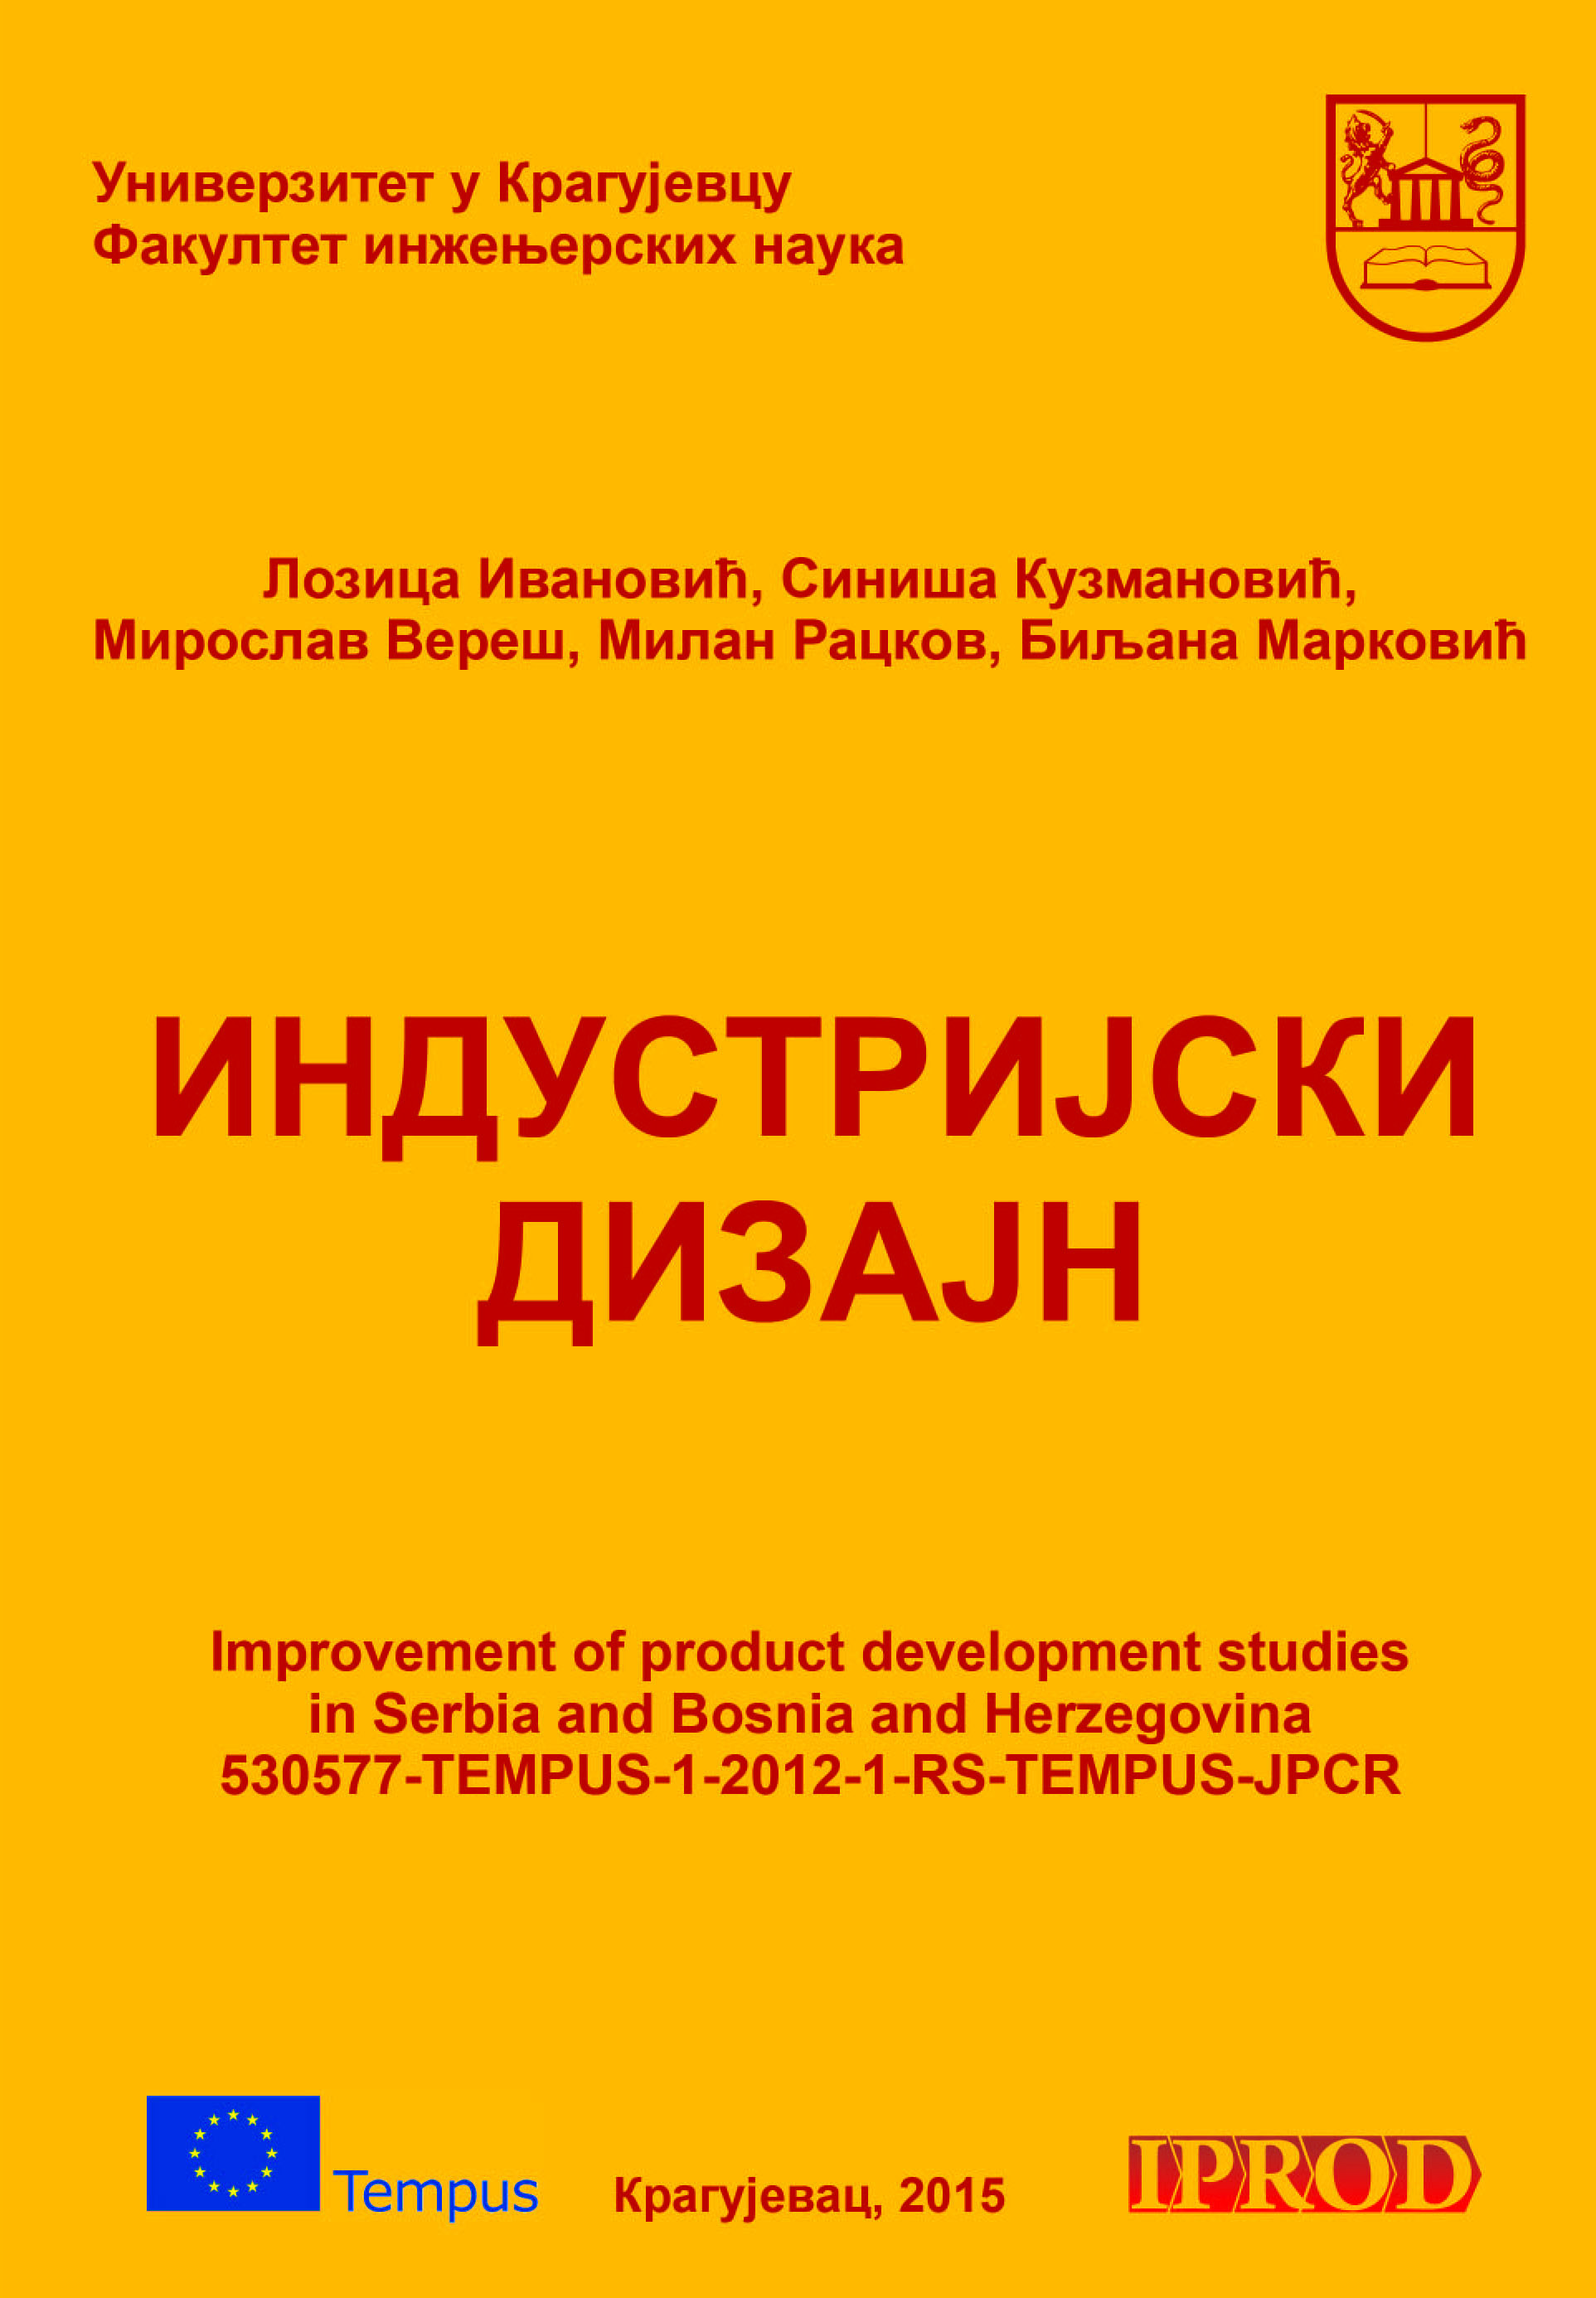 Универзитет у Крагујевцу
Факултет инжењерских наука
Лозица Ивановић, Синиша Кузмановић,
Мирослав Вереш, Милан Рацков, Биљана Марковић
ИНДУСТРИЈСКИ
ДИЗАЈН
Improvement of product development studies
in Serbia and Bosnia and Herzegovina
530577-TEMPUS-1-2012-1-RS-TEMPUS-JPCR
Tempus
Крагујевац, 2015
IPROD